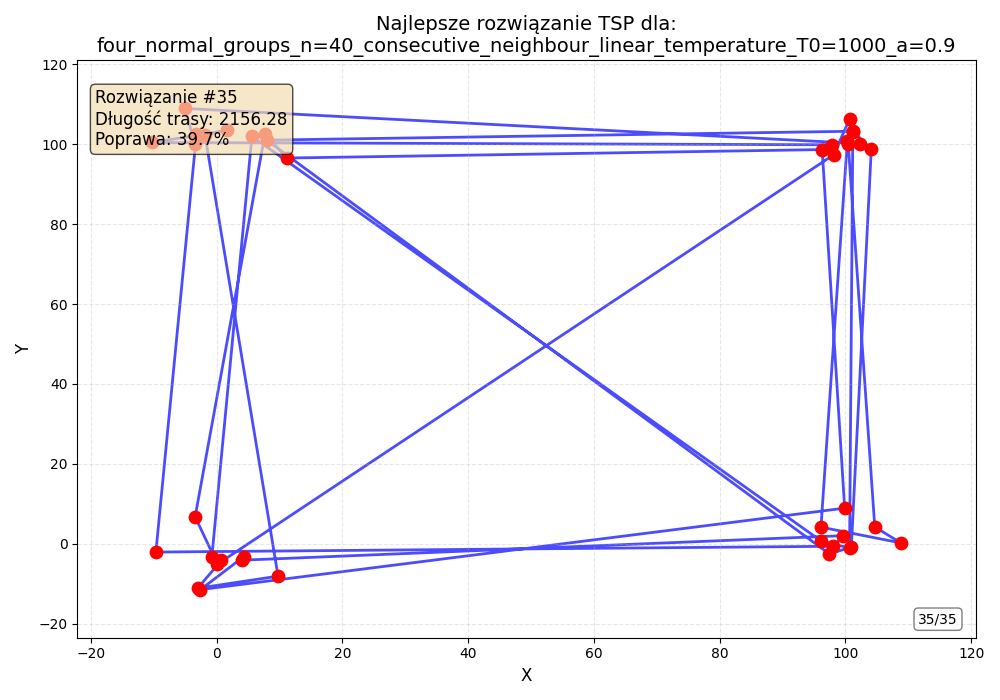 Najlepsze rozwiązanie TSP dla:
four_normal_groups_n=40_consecutive_neighbour_linear_temperature_T0=1000_a=0.9
Rozwiązanie #35
Długość trasy: 2156.28
Poprawa: 39.7%
120
100
80
60
40
20
0
−20
Y
35/35
−20
0
20
40
60
80
100
120
X